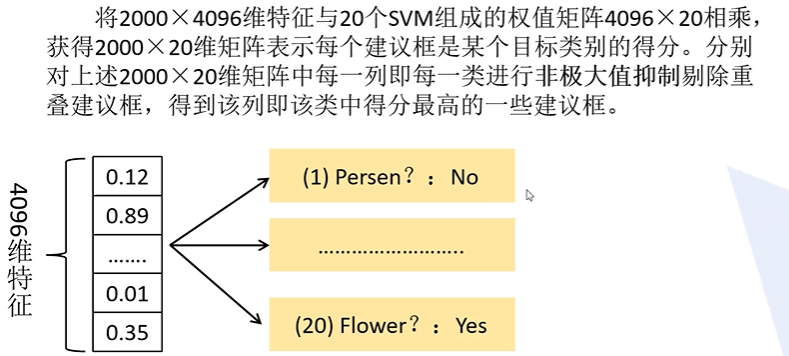 将2000×4096维特征与20个SVM组成的权值矩阵4096×20相乘，
获得2000×20维矩阵表示每个建议框是某个目标类别的得分。分别
对上述2000×20维矩阵中每一列即每一类进行非极大值抑制剔除重
叠建议框，得到该列即该类中得分最高的一些建议框。
4096维特征
0.12
0.89
…….
0.01
0.35
(1) Persen？：No
……………………..
(20) Flower？：Yes